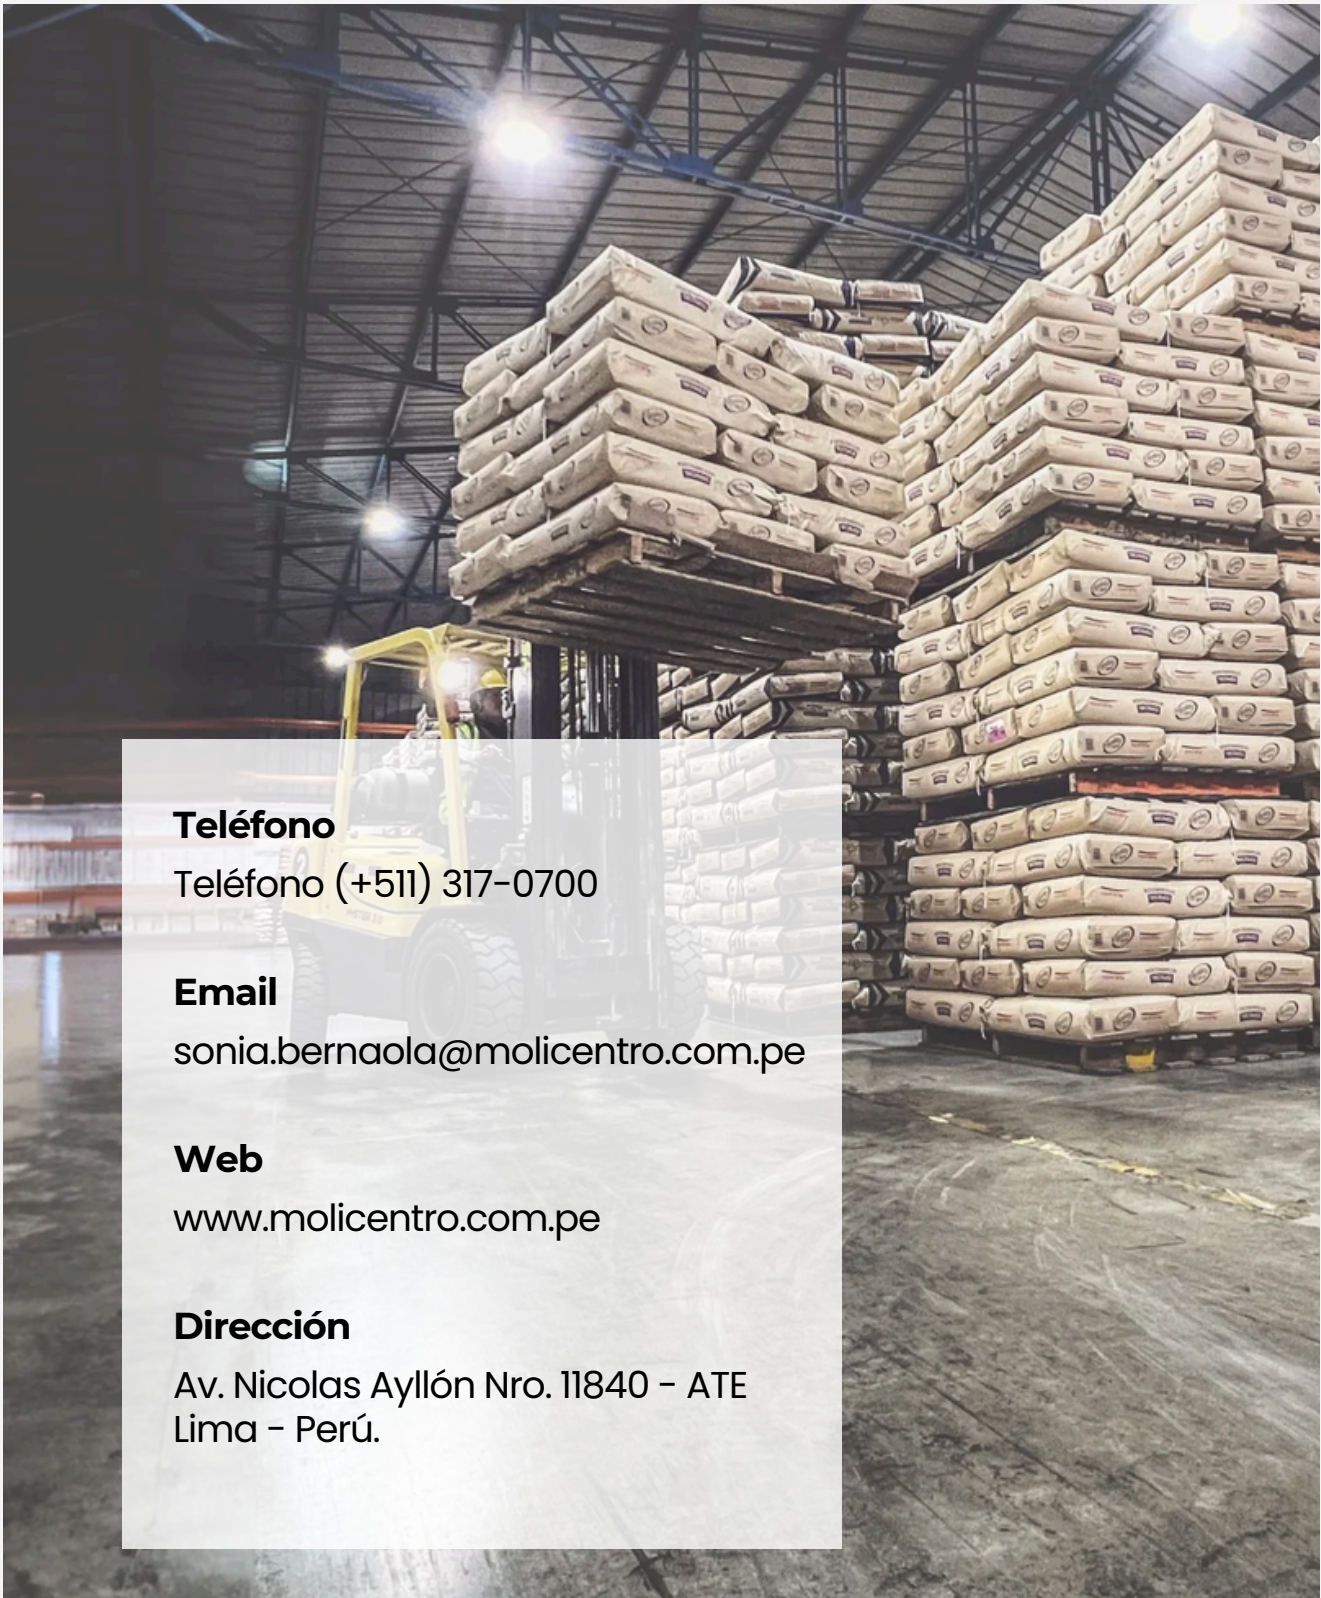 Teléfono
Teléfono (+511) 317-0700
Email
sonia.bernaola@molicentro.com.pe
Web
www.molicentro.com.pe
Dirección
Av. Nicolas Ayllón Nro. 11840 - ATE
Lima - Perú.